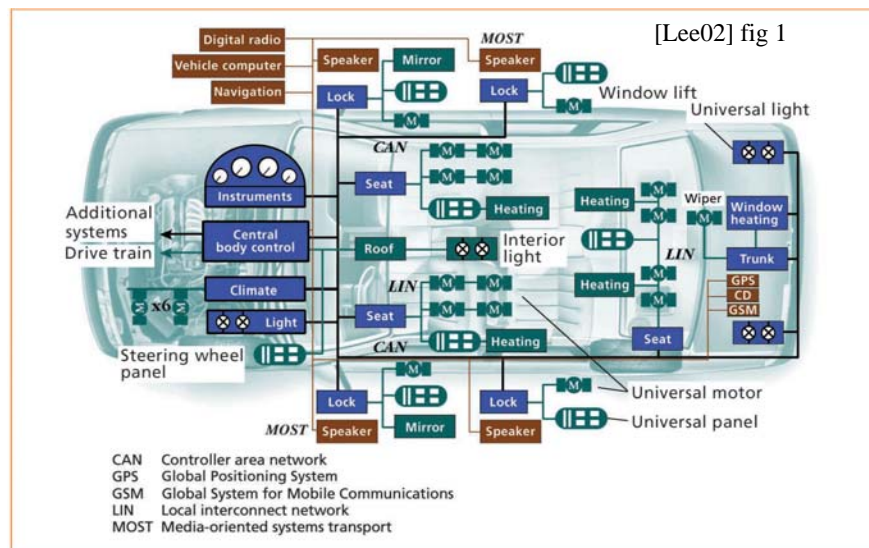 [Lee02] fig 1
Digital radio
Vehicle computer
Navigation
MOST
Speaker
Mirror
Speaker
Lock
Lock
Window lift
M
M
Universal light
CAN
M
M
Instruments
Seat
M
M
Heating
Heating
M
M
Wiper
M
Window
heating
Additional
systems
Drive train
Central
body control
Roof
Interior
light
LIN
Trunk
GPS
CD
GSM
Climate
LIN
M
M
Heating
M
M
M
x6
M
Light
Seat
M
M
Heating
Seat
Steering wheel
panel
CAN
M
M
Universal motor
Lock
Lock
Universal panel
MOST
Speaker
Mirror
Speaker
CAN Controller area network
GPS Global Positioning System
GSM Global System for Mobile Communications
LIN Local interconnect network
MOST Media-oriented systems transport